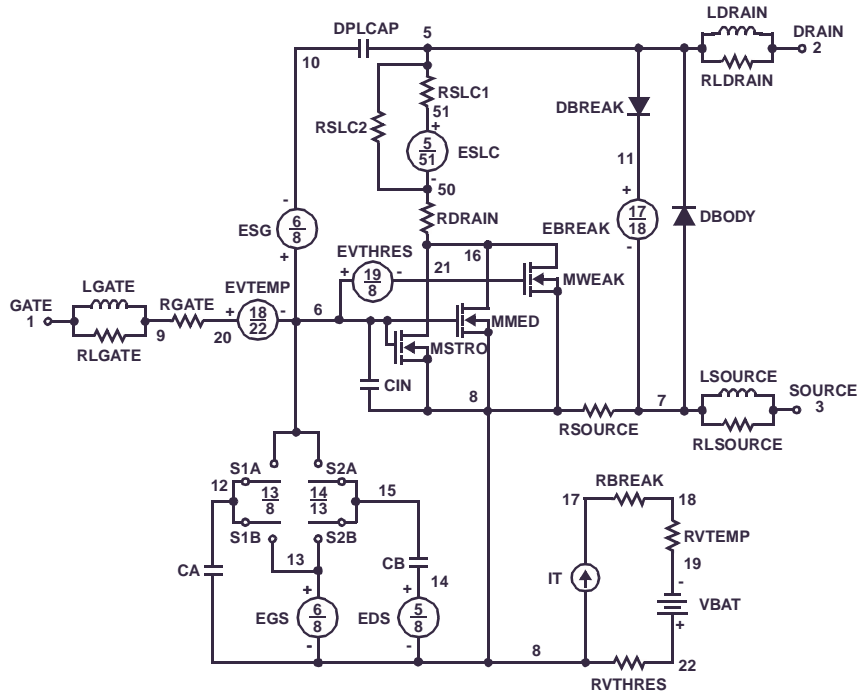 LDRAIN
DPLCAP 5 DRAIN
10 2
RSLC1 RLDRAIN
51 DBREAK
RSLC2 +
5 51 ESLC
11
- 50
- +
RDRAIN 17 18 DBODY
6 8 ESG EBREAK
EVTHRES 16 -
+ + 19 8 - 21 MWEAK
LGATE EVTEMP
GATE RGATE + 18 22 - 6 MMED
1 9 20 MSTRO
RLGATE
CIN LSOURCE
8 7 SOURCE
3
RSOURCE RLSOURCE
S1A S2A RBREAK
12 13 8 14 13 15 17 18
S1B S2B RVTEMP
13 CB 19
CA 14 IT -
+ + VBAT
EGS 6 8 EDS 5 8 +
- - 8 22
RVTHRES